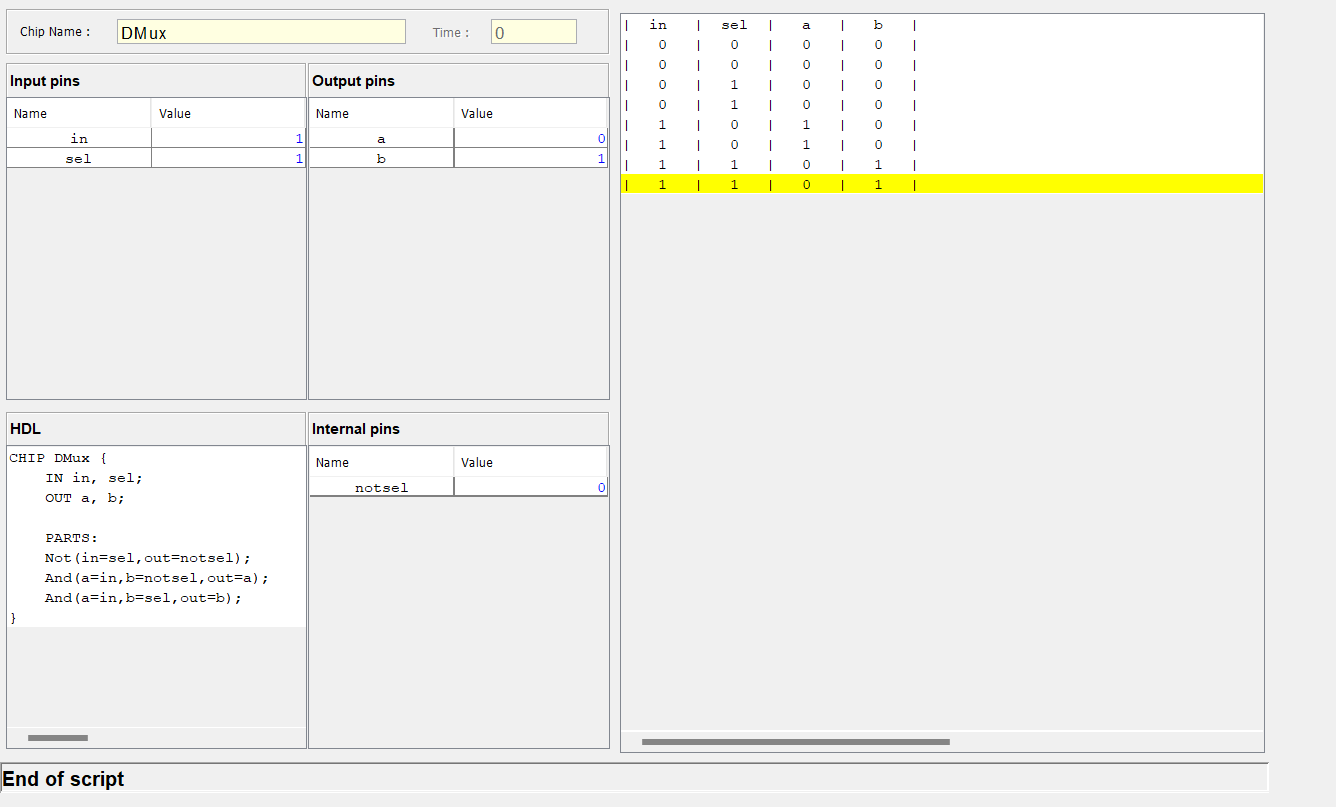 Chip Name :
DMux
Time :
0
Input pins
Name Value
in 1
sel 1
Output pins
Name Value
a 0
b 1
HDL
CHIP DMux {
    IN in, sel;
    OUT a, b;

    PARTS:
    Not(in=sel,out=notsel);
    And(a=in,b=notsel,out=a);
    And(a=in,b=sel,out=b);
}
Internal pins
Name Value
notsel 0
| in | sel | a | b |
| 0 | 0 | 0 | 0 |
| 0 | 0 | 0 | 0 |
| 0 | 1 | 0 | 0 |
| 0 | 1 | 0 | 0 |
| 1 | 0 | 1 | 0 |
| 1 | 0 | 1 | 0 |
| 1 | 1 | 0 | 1 |
| 1 | 1 | 0 | 1 |
End of script